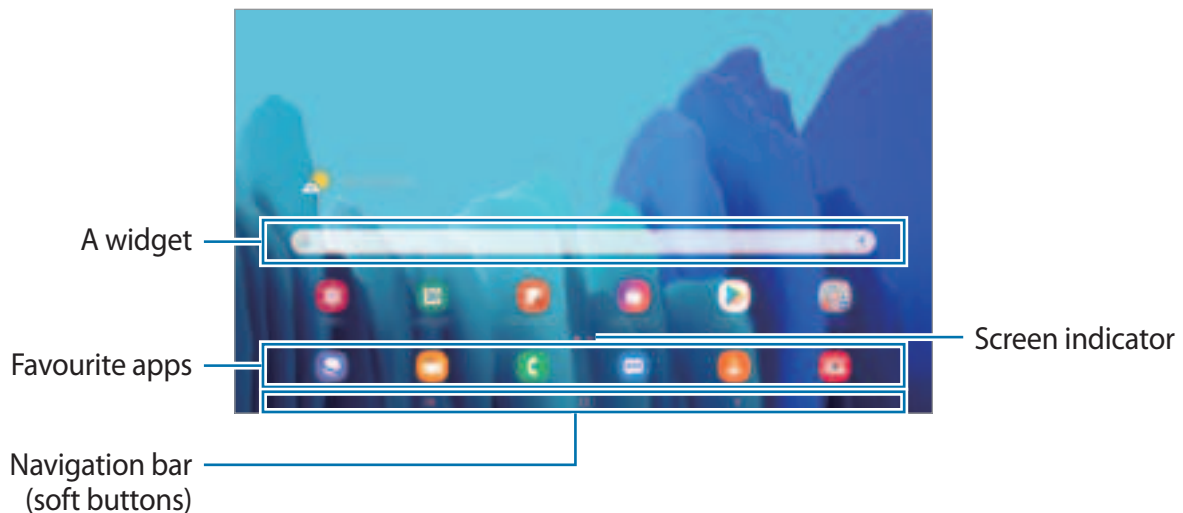 A widget
Screen indicator
Favourite apps
Navigation bar
(soft buttons)